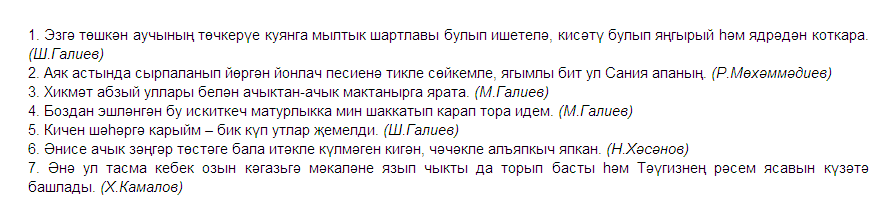 1. Эзгә төшкән аучының төчкерүе куянга мылтык шартлавы булып ишетелә, кисәтү булып яңгырый һәм ядрәдән коткара.
(Ш.Галиев)
2. Аяк астында сырпаланып йөргән йонлач песиенә тикле сөйкемле, ягымлы бит ул Сания апаның. (Р.Мөхәммәдиев)
3. Хикмәт абзый уллары белән ачыктан-ачык мактанырга ярата. (М.Галиев)
4. Боздан эшләнгән бу искиткеч матурлыкка мин шаккатып карап тора идем. (М.Галиев)
5. Кичен шәһәргә карыйм – бик күп утлар җемелди. (Ш.Галиев)
6. Әнисе ачык зәңгәр төстәге бала итәкле күлмәген кигән, чәчәкле алъяпкыч япкан. (Н.Хәсәнов)
7. Әнә ул тасма кебек озын кәгазьгә мәкаләне язып чыкты да торып басты һәм Тәүгизнең рәсем ясавын күзәтә
башлады. (Х.Камалов)